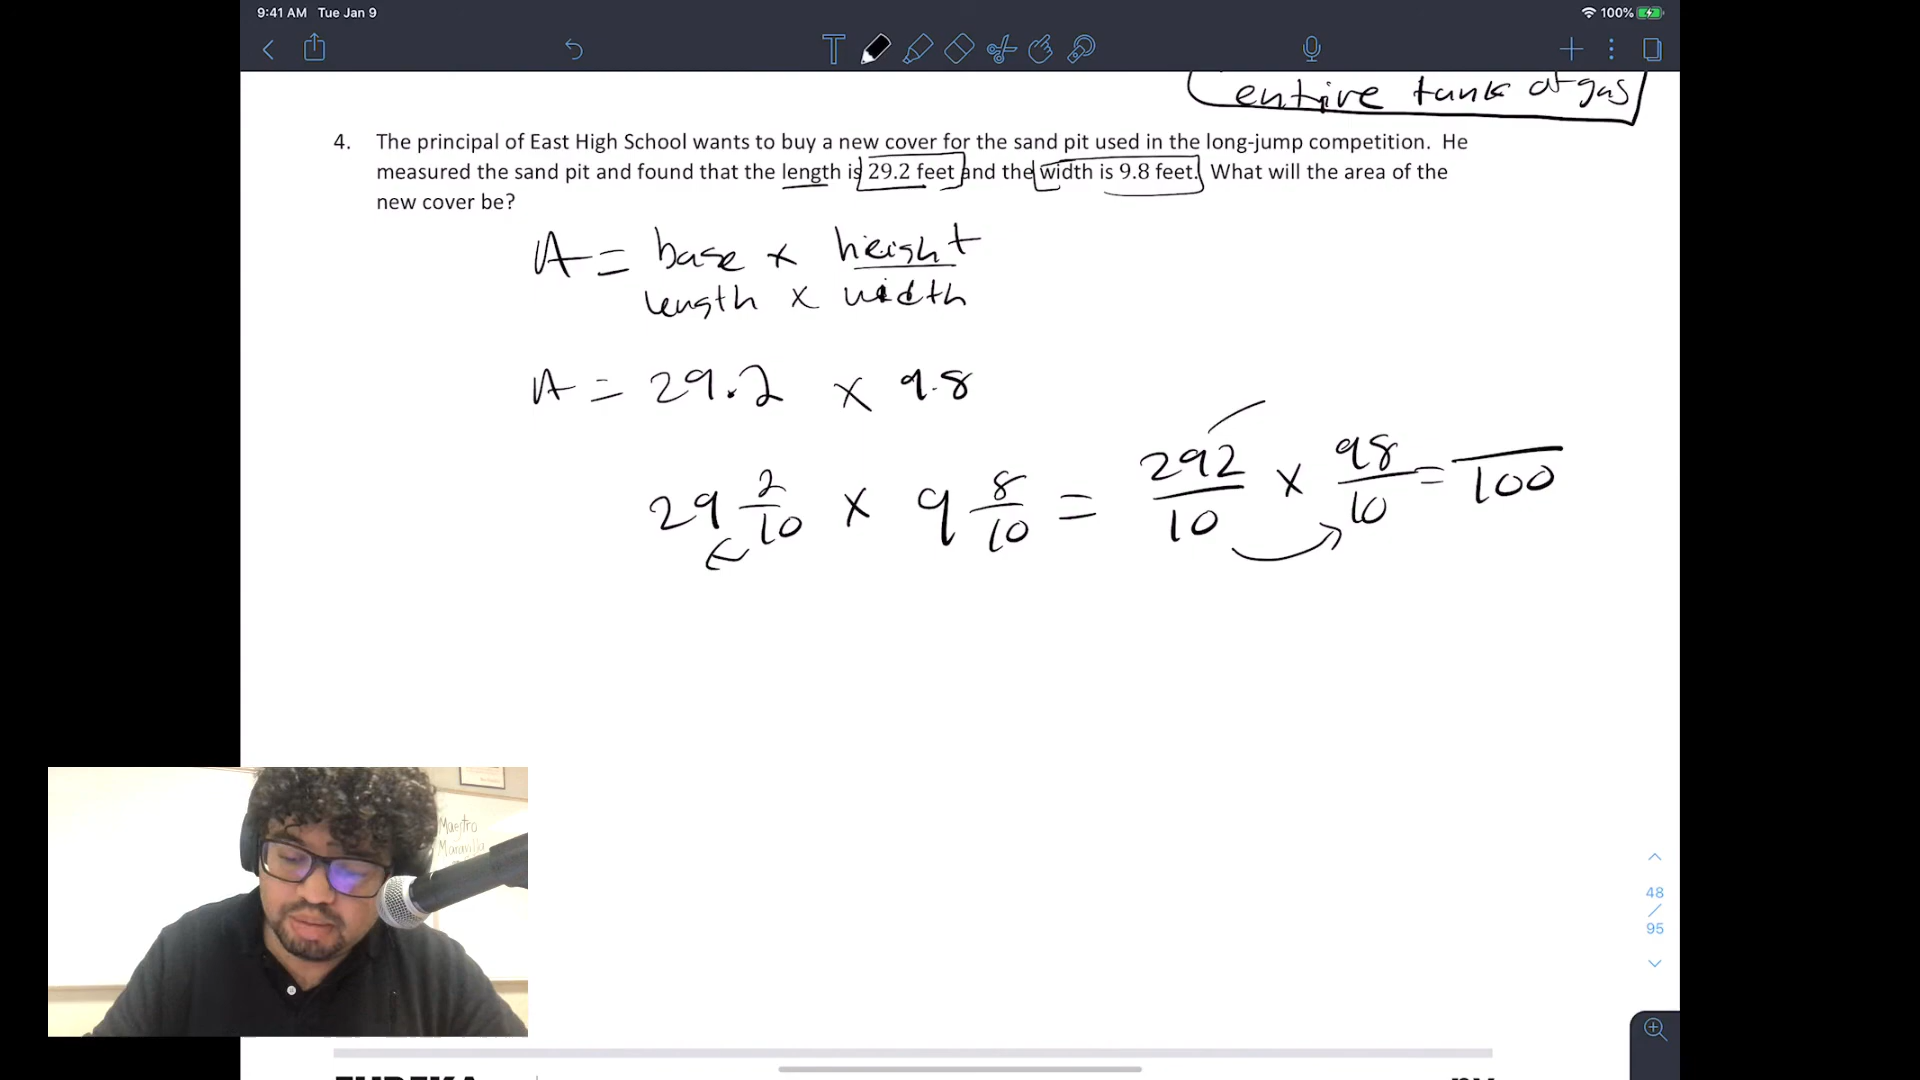 9:41 AM Tue Jan 9
100%
entire tank of gas
4. The principal of East High School wants to buy a new cover for the sand pit used in the long-jump competition. He
measured the sand pit and found that the length is 29.2 feet and the width is 9.8 feet. What will the area of the
new cover be?
A = base x height
length x width
A = 29.2 x 9.8
29 2/10 x 9 8/10 = 292/10 x 98/10 = /100
Maestro
Maravilla
48
/
95